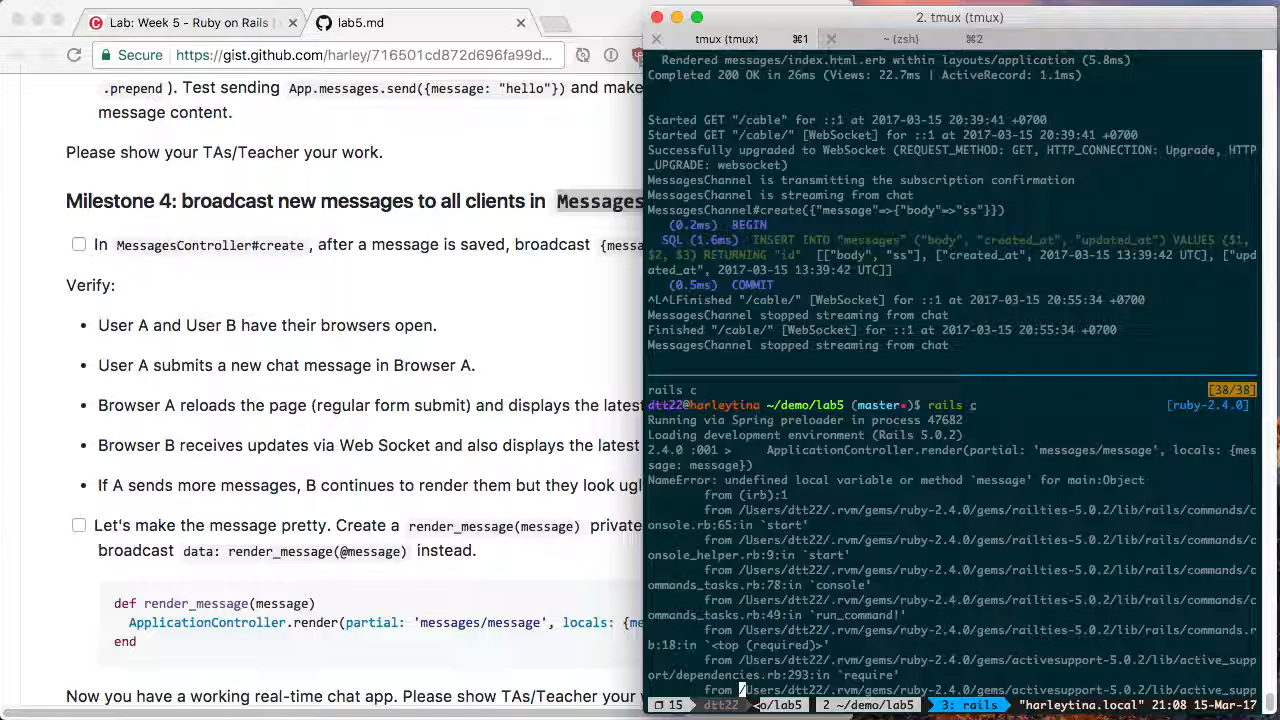 Lab: Week 5 - Ruby on Rails
lab5.md
Secure
https://gist.github.com/harley/716501cd872d696fa99d...
.prepend ). Test sending App.messages.send({message: "hello"}) and make
message content.
Please show your TAs/Teacher your work.
Milestone 4: broadcast new messages to all clients in Messages
In MessagesController#create , after a message is saved, broadcast {messa
Verify:
• User A and User B have their browsers open.
• User A submits a new chat message in Browser A.
• Browser A reloads the page (regular form submit) and displays the latest
• Browser B receives updates via Web Socket and also displays the latest
• If A sends more messages, B continues to render them but they look ugl
Let's make the message pretty. Create a render_message(message) private
broadcast data: render_message(@message) instead.
def render_message(message)
ApplicationController.render(partial: 'messages/message', locals: {me
end
Now you have a working real-time chat app. Please show TAs/Teacher your w
2. tmux (tmux)
tmux (tmux) ⌘1
~ (zsh) ⌘2
Rendered messages/index.html.erb within layouts/application (5.8ms)
Completed 200 OK in 26ms (Views: 22.7ms | ActiveRecord: 1.1ms)
Started GET "/cable" for ::1 at 2017-03-15 20:39:41 +0700
Started GET "/cable/" [WebSocket] for ::1 at 2017-03-15 20:39:41 +0700
Successfully upgraded to WebSocket (REQUEST_METHOD: GET, HTTP_CONNECTION: Upgrade, HTTP
_UPGRADE: websocket)
MessagesChannel is transmitting the subscription confirmation
MessagesChannel is streaming from chat
MessagesChannel#create({"message"=>{"body"=>"ss"}})
(0.2ms) BEGIN
SQL (1.6ms) INSERT INTO "messages" ("body", "created_at", "updated_at") VALUES ($1,
$2, $3) RETURNING "id" [["body", "ss"], ["created_at", 2017-03-15 13:39:42 UTC], ["upd
ated_at", 2017-03-15 13:39:42 UTC]]
(0.5ms) COMMIT
^L^LFinished "/cable/" [WebSocket] for ::1 at 2017-03-15 20:55:34 +0700
MessagesChannel stopped streaming from chat
Finished "/cable/" [WebSocket] for ::1 at 2017-03-15 20:55:34 +0700
MessagesChannel stopped streaming from chat
rails c [38/38]
dtt22@harleytina ~/demo/lab5 (master•)$ rails c [ruby-2.4.0]
Running via Spring preloader in process 47682
Loading development environment (Rails 5.0.2)
2.4.0 :001 > ApplicationController.render(partial: 'messages/message', locals: {mes
sage: message})
NameError: undefined local variable or method `message' for main:Object
from (irb):1
from /Users/dtt22/.rvm/gems/ruby-2.4.0/gems/railties-5.0.2/lib/rails/commands/c
onsole.rb:65:in `start'
from /Users/dtt22/.rvm/gems/ruby-2.4.0/gems/railties-5.0.2/lib/rails/commands/c
onsole_helper.rb:9:in `start'
from /Users/dtt22/.rvm/gems/ruby-2.4.0/gems/railties-5.0.2/lib/rails/commands/c
ommands_tasks.rb:78:in `console'
from /Users/dtt22/.rvm/gems/ruby-2.4.0/gems/railties-5.0.2/lib/rails/commands/c
ommands_tasks.rb:49:in `run_command!'
from /Users/dtt22/.rvm/gems/ruby-2.4.0/gems/railties-5.0.2/lib/rails/commands.r
b:18:in `<top (required)>'
from /Users/dtt22/.rvm/gems/ruby-2.4.0/gems/activesupport-5.0.2/lib/active_supp
ort/dependencies.rb:293:in `require'
from /Users/dtt22/.rvm/gems/ruby-2.4.0/gems/activesupport-5.0.2/lib/active_supp
15 dtt22 <o/lab5 2 ~/demo/lab5 3: rails "harleytina.local" 21:08 15-Mar-17